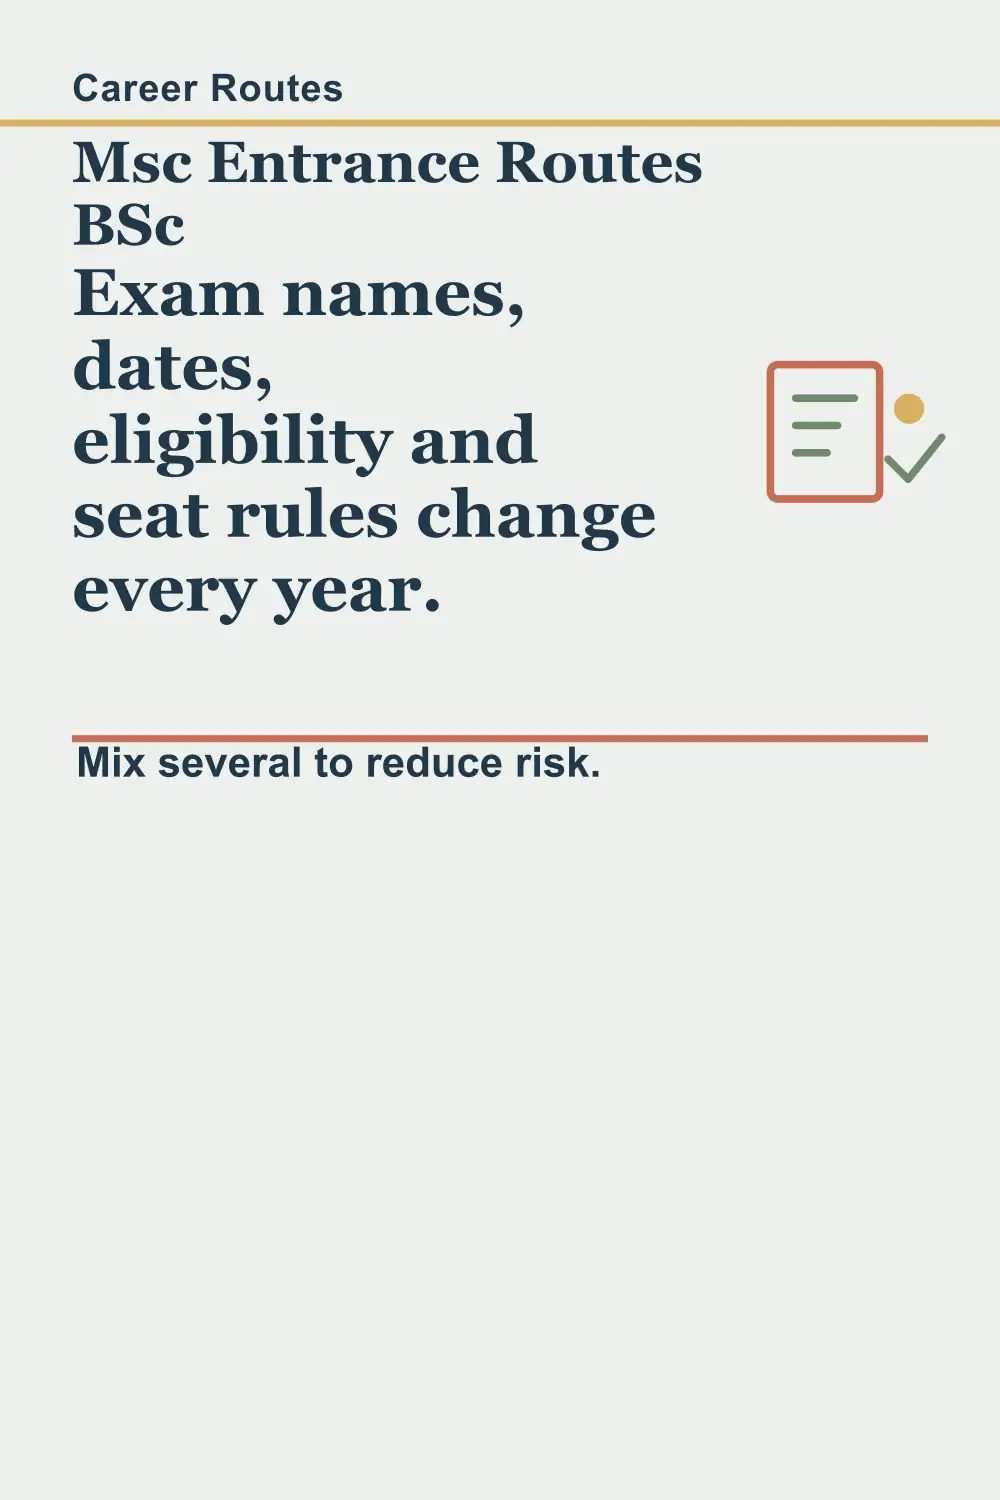 Career Routes
Msc Entrance Routes
BSc
Exam names,
dates,
eligibility and
seat rules change
every year.
Mix several to reduce risk.